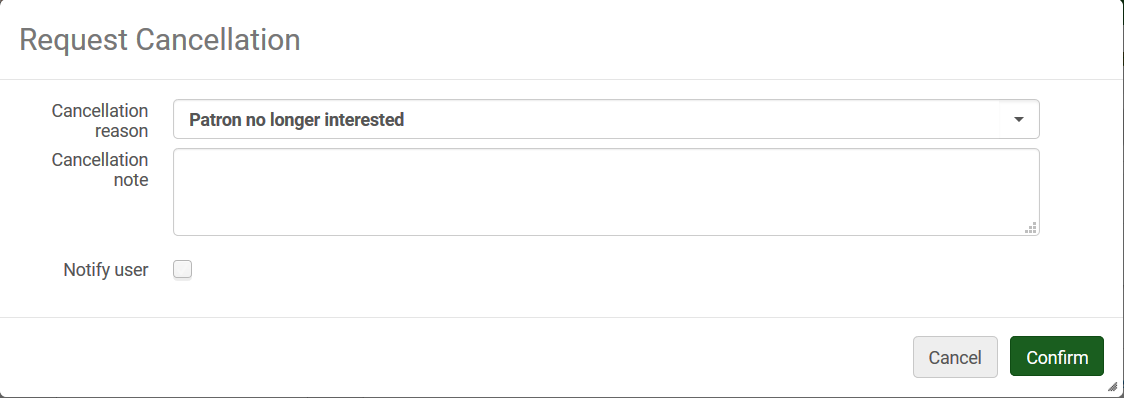 Request Cancellation
Cancellation
reason
Patron no longer interested
Cancellation
note
Notify user
Cancel
Confirm